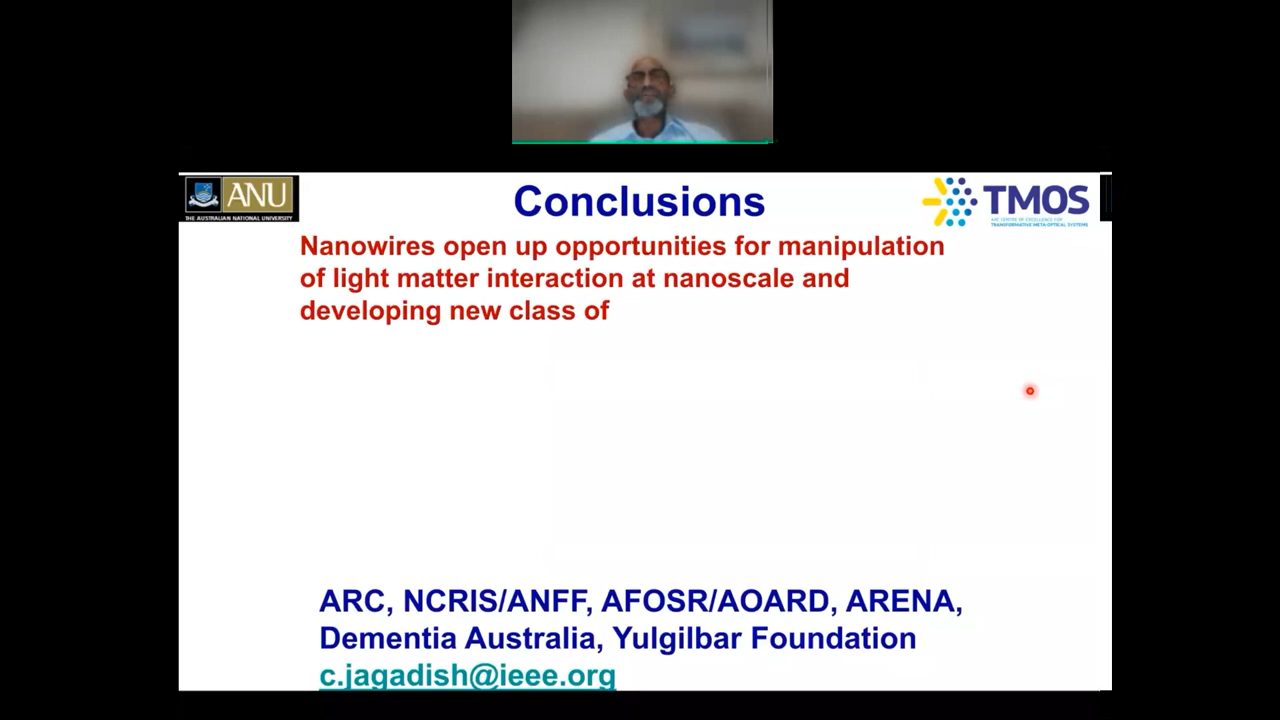 ANU
THE AUSTRALIAN NATIONAL UNIVERSITY
Conclusions
TMOS
ARC CENTRE OF EXCELLENCE FOR
TRANSFORMATIVE META-OPTICAL SYSTEMS
Nanowires open up opportunities for manipulation
of light matter interaction at nanoscale and
developing new class of
ARC, NCRIS/ANFF, AFOSR/AOARD, ARENA,
Dementia Australia, Yulgilbar Foundation
c.jagadish@ieee.org